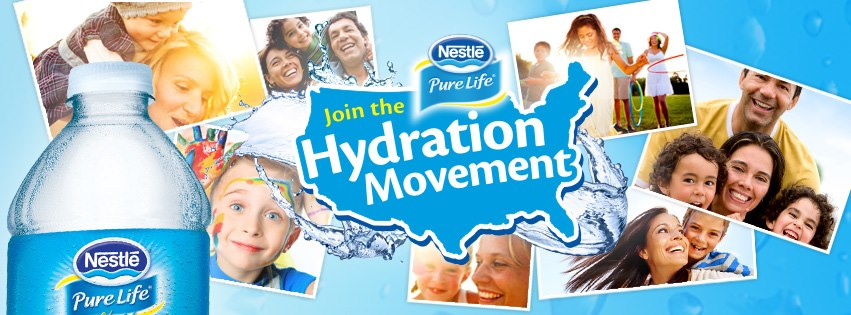 Nestlé
Pure Life®
Join the
Hydration
Movement
Nestlé
Pure Life